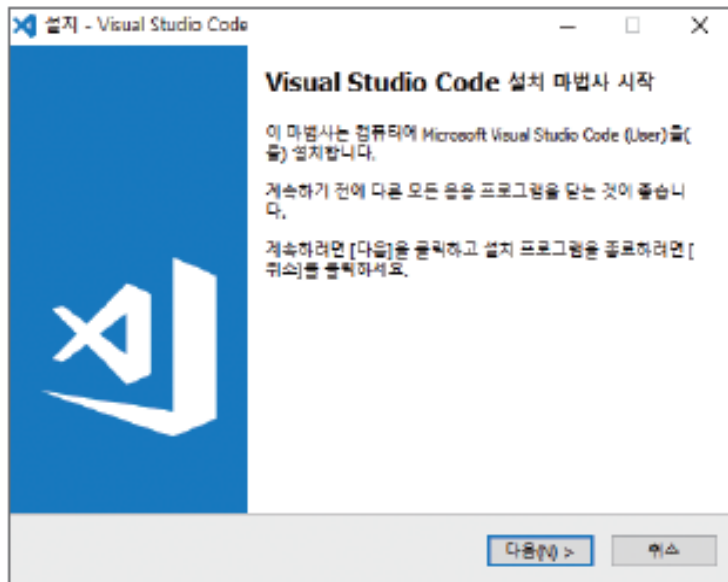 설치 - Visual Studio Code
Visual Studio Code 설치 마법사 시작
이 마법사는 컴퓨터에 Microsoft Visual Studio Code (User)을(
를) 설치합니다.
계속하기 전에 다른 모든 응용 프로그램을 닫는 것이 좋습니
다.
계속하려면 [다음]을 클릭하고 설치 프로그램을 종료하려면 [
취소]를 클릭하세요.
다음(N) > 취소